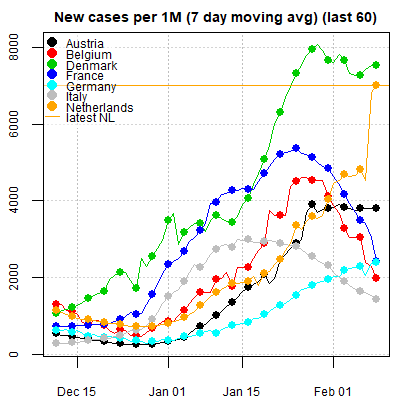 New cases per 1M (7 day moving avg) (last 60)
Austria
Belgium
Denmark
France
Germany
Italy
Netherlands
latest NL
8000
6000
4000
2000
0
Dec 15 Jan 01 Jan 15 Feb 01